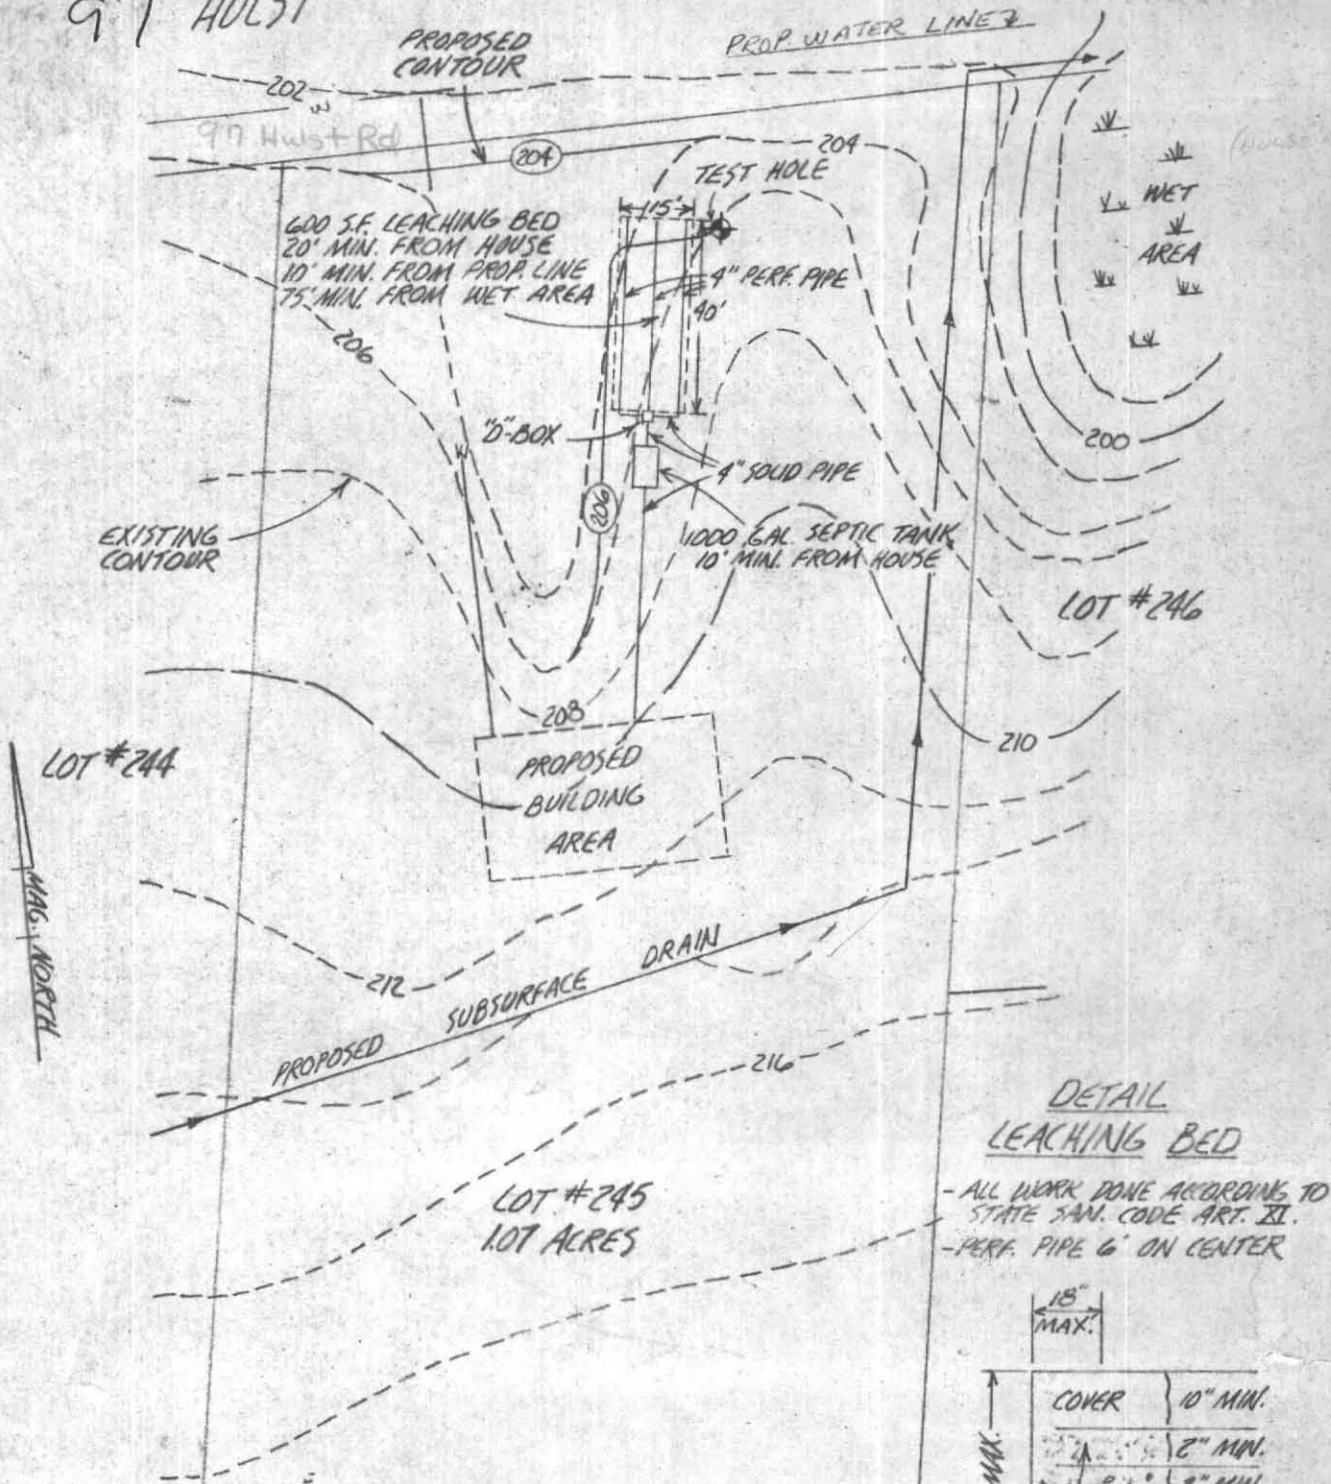 97 HULST
PROPOSED
CONTOUR
PROP. WATER LINE
202
W
97 Hulst Rd
204
204
TEST HOLE
15'
WET
AREA
600 S.F. LEACHING BED
20' MIN. FROM HOUSE
10' MIN. FROM PROP. LINE
75' MIN. FROM WET AREA
4" PERF. PIPE
40'
206
"D"-BOX
200
W
4" SOLID PIPE
206
EXISTING
CONTOUR
1000 GAL SEPTIC TANK
10' MIN. FROM HOUSE
LOT #246
208
210
LOT #244
PROPOSED
BUILDING
AREA
MAG. NORTH
212
PROPOSED SUBSURFACE DRAIN
216
DETAIL
LEACHING BED
LOT #245
1.07 ACRES
- ALL WORK DONE ACCORDING TO
STATE SAN. CODE ART. XI.
- PERF. PIPE 6' ON CENTER
18"
MAX.
COVER 10" MIN.
2" MIN.
MAX.
2" MIN